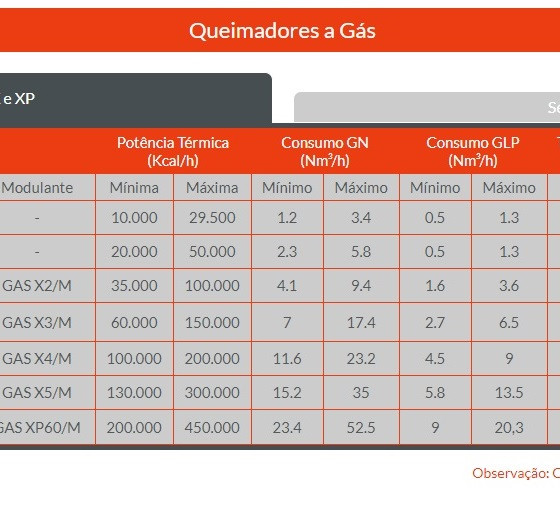 Queimadores a Gás
e XP
Potência Térmica Consumo GN Consumo GLP
(Kcal/h) (Nm³/h) (Nm³/h)
Modulante Mínima Máxima Mínimo Máximo Mínimo Máximo
- 10.000 29.500 1.2 3.4 0.5 1.3
- 20.000 50.000 2.3 5.8 0.5 1.3
GAS X2/M 35.000 100.000 4.1 9.4 1.6 3.6
GAS X3/M 60.000 150.000 7 17.4 2.7 6.5
GAS X4/M 100.000 200.000 11.6 23.2 4.5 9
GAS X5/M 130.000 300.000 15.2 35 5.8 13.5
GAS XP60/M 200.000 450.000 23.4 52.5 9 20,3
Observação: